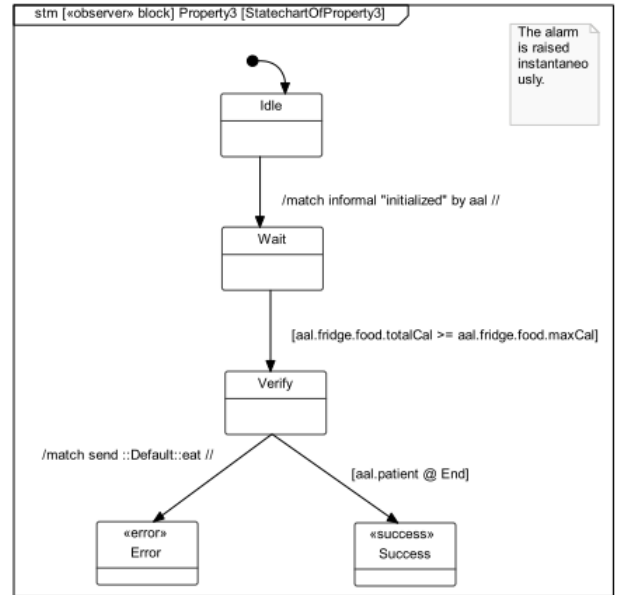 stm [«observer» block] Property3 [StatechartOfProperty3]
The alarm
is raised
instantaneo
usly.
Idle
/match informal "initialized" by aal //
Wait
[aal.fridge.food.totalCal >= aal.fridge.food.maxCal]
Verify
/match send ::Default::eat //
[aal.patient @ End]
«error»
Error
«success»
Success